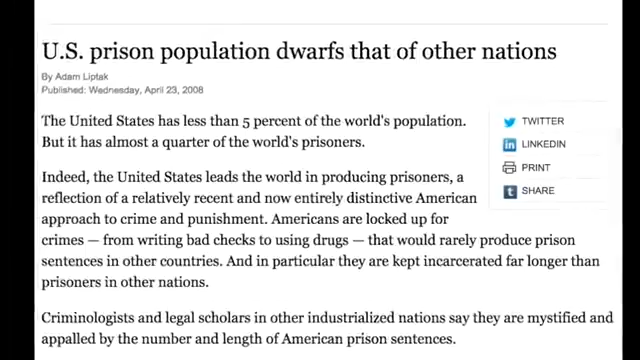 U.S. prison population dwarfs that of other nations
By Adam Liptak
Published: Wednesday, April 23, 2008
The United States has less than 5 percent of the world's population.
But it has almost a quarter of the world's prisoners.
TWITTER
LINKEDIN
PRINT
SHARE
Indeed, the United States leads the world in producing prisoners, a
reflection of a relatively recent and now entirely distinctive American
approach to crime and punishment. Americans are locked up for
crimes — from writing bad checks to using drugs — that would rarely produce prison
sentences in other countries. And in particular they are kept incarcerated far longer than
prisoners in other nations.
Criminologists and legal scholars in other industrialized nations say they are mystified and
appalled by the number and length of American prison sentences.